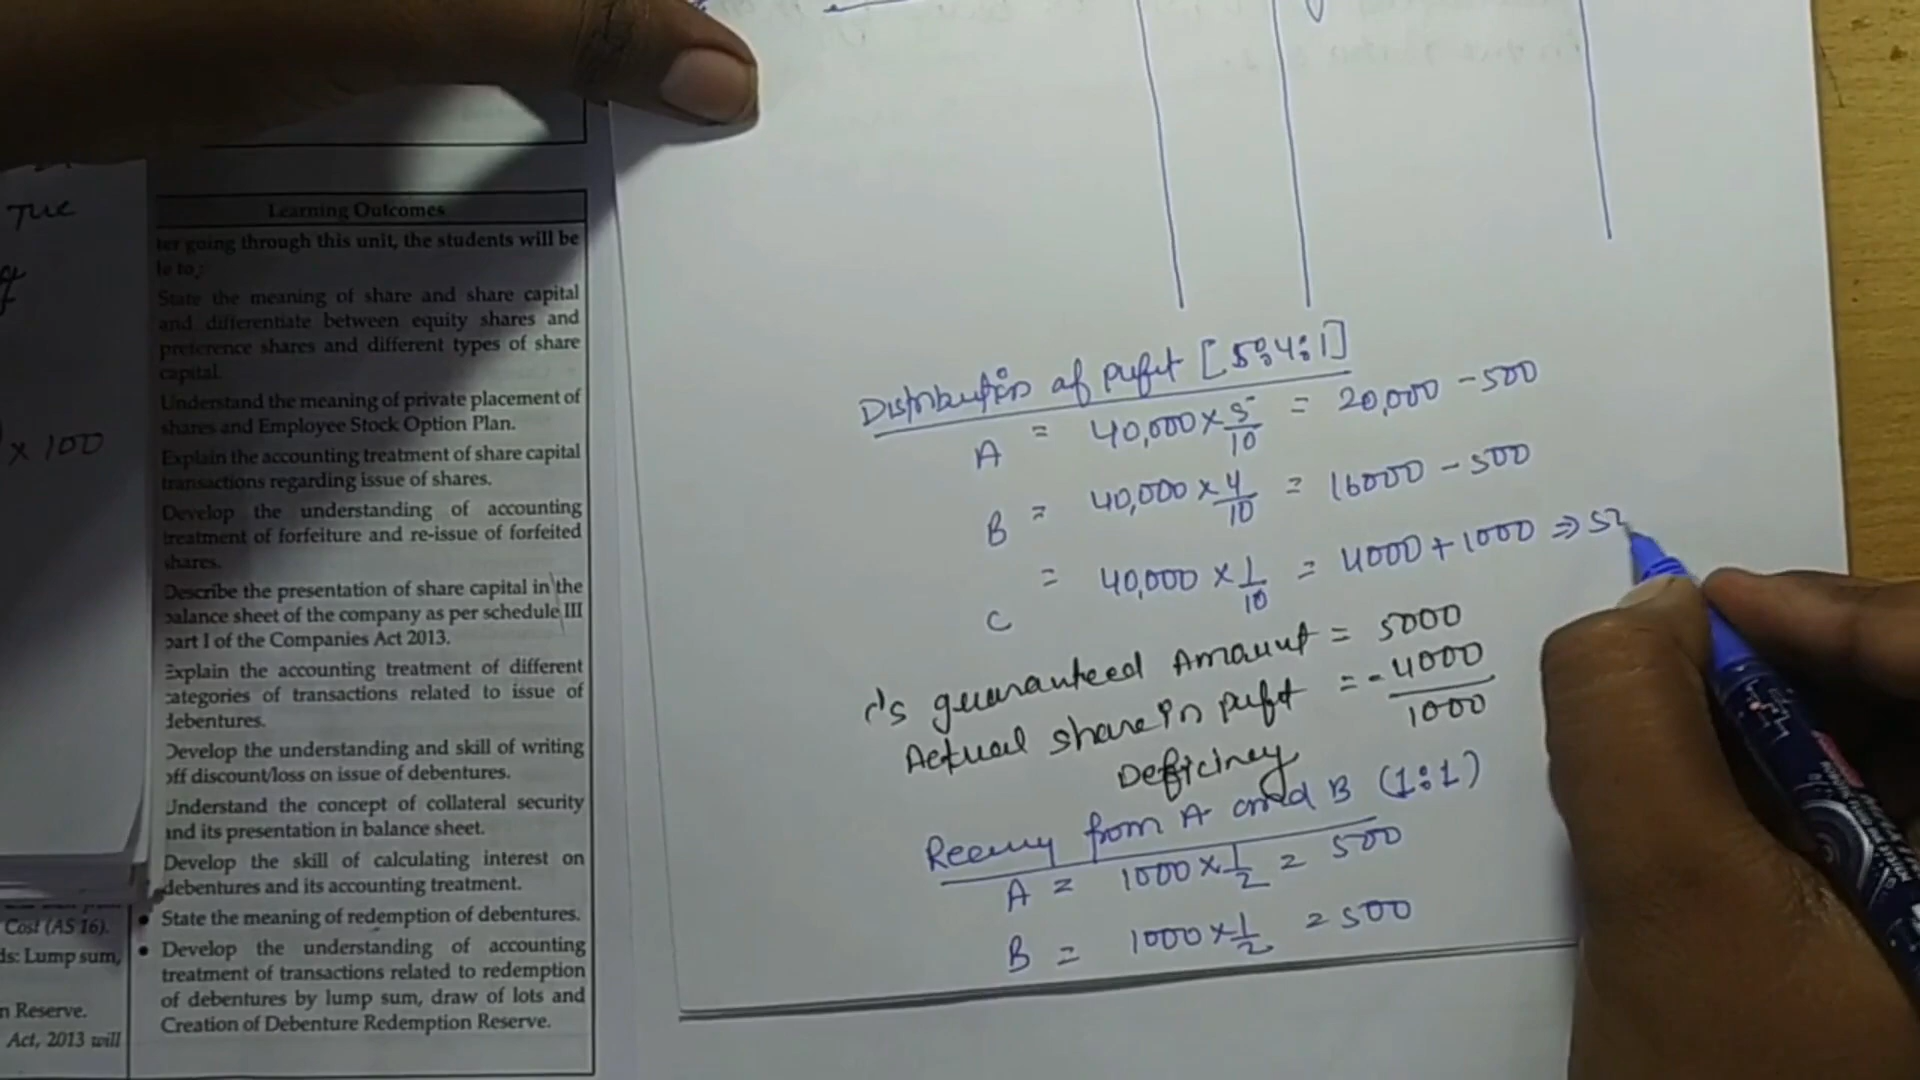 TUE
x 100
Cost (AS 16).
ds: Lump sum,
n Reserve.
Act, 2013 will
Learning Outcomes
ter going through this unit, the students will be
le to:
State the meaning of share and share capital
and differentiate between equity shares and
preference shares and different types of share
capital.
Understand the meaning of private placement of
shares and Employee Stock Option Plan.
Explain the accounting treatment of share capital
transactions regarding issue of shares.
Develop the understanding of accounting
treatment of forfeiture and re-issue of forfeited
shares.
Describe the presentation of share capital in the
balance sheet of the company as per schedule III
part I of the Companies Act 2013.
Explain the accounting treatment of different
categories of transactions related to issue of
debentures.
Develop the understanding and skill of writing
off discount/loss on issue of debentures.
Understand the concept of collateral security
and its presentation in balance sheet.
Develop the skill of calculating interest on
debentures and its accounting treatment.
• State the meaning of redemption of debentures.
• Develop the understanding of accounting
treatment of transactions related to redemption
of debentures by lump sum, draw of lots and
Creation of Debenture Redemption Reserve.
Distribution of profit [5:4:1]
A = 40,000 x 5/10 = 20,000 - 500
B = 40,000 x 4/10 = 16000 - 500
C = 40,000 x 1/10 = 4000 + 1000 ⇒ 5
C's guaranteed Amount = 5000
Actual share in profit = - 4000
Deficiney 1000
Recovery from A and B (1:1)
A = 1000 x 1/2 = 500
B = 1000 x 1/2 = 500